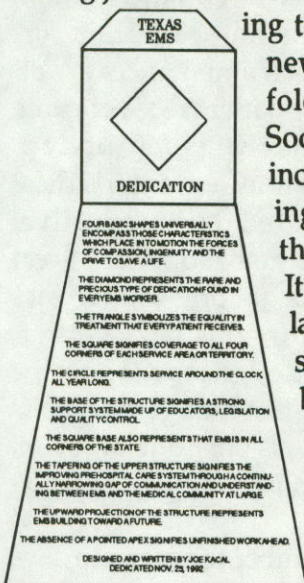 ing t
TEXAS
EMS
new
fold
Soc
inc
DEDICATION
ing
th
It
la
s
FOUR BASIC SHAPES UNIVERSALLY
ENCOMPASS THOSE CHARACTERISTICS
WHICH PLACE INTO MOTION THE FORCES
OF COMPASSION, INGENUITY AND THE
DRIVE TO SAVE A LIFE.
THE DIAMOND REPRESENTS THE RARE AND
PRECIOUS TYPE OF DEDICATION FOUND IN
EVERY EMS WORKER.
THE TRIANGLE SYMBOLIZES THE EQUALITY IN
TREATMENT THAT EVERY PATIENT RECEIVES.
THE SQUARE SIGNIFIES COVERAGE TO ALL FOUR
CORNERS OF EACH SERVICE AREA OR TERRITORY.
THE CIRCLE REPRESENTS SERVICE AROUND THE CLOCK,
ALL YEAR LONG.
THE BASE OF THE STRUCTURE SIGNIFIES A STRONG
SUPPORT SYSTEM MADE UP OF EDUCATORS, LEGISLATION
AND QUALITY CONTROL.
THE SQUARE BASE ALSO REPRESENTS THAT EMS IS IN ALL
CORNERS OF THE STATE.
THE TAPERING OF THE UPPER STRUCTURE SIGNIFIES THE
IMPROVING PREHOSPITAL CARE SYSTEM THROUGH A CONTINU-
ALLY NARROWING GAP OF COMMUNICATION AND UNDERSTAND-
ING BETWEEN EMS AND THE MEDICAL COMMUNITY AT LARGE.
THE UPWARD PROJECTION OF THE STRUCTURE REPRESENTS
EMS BUILDING TOWARD A FUTURE.
THE ABSENCE OF A POINTED APEX SIGNIFIES UNFINISHED WORK AHEAD.
DESIGNED AND WRITTEN BY JOE KACAL
DEDICATED NOV. 23, 1992